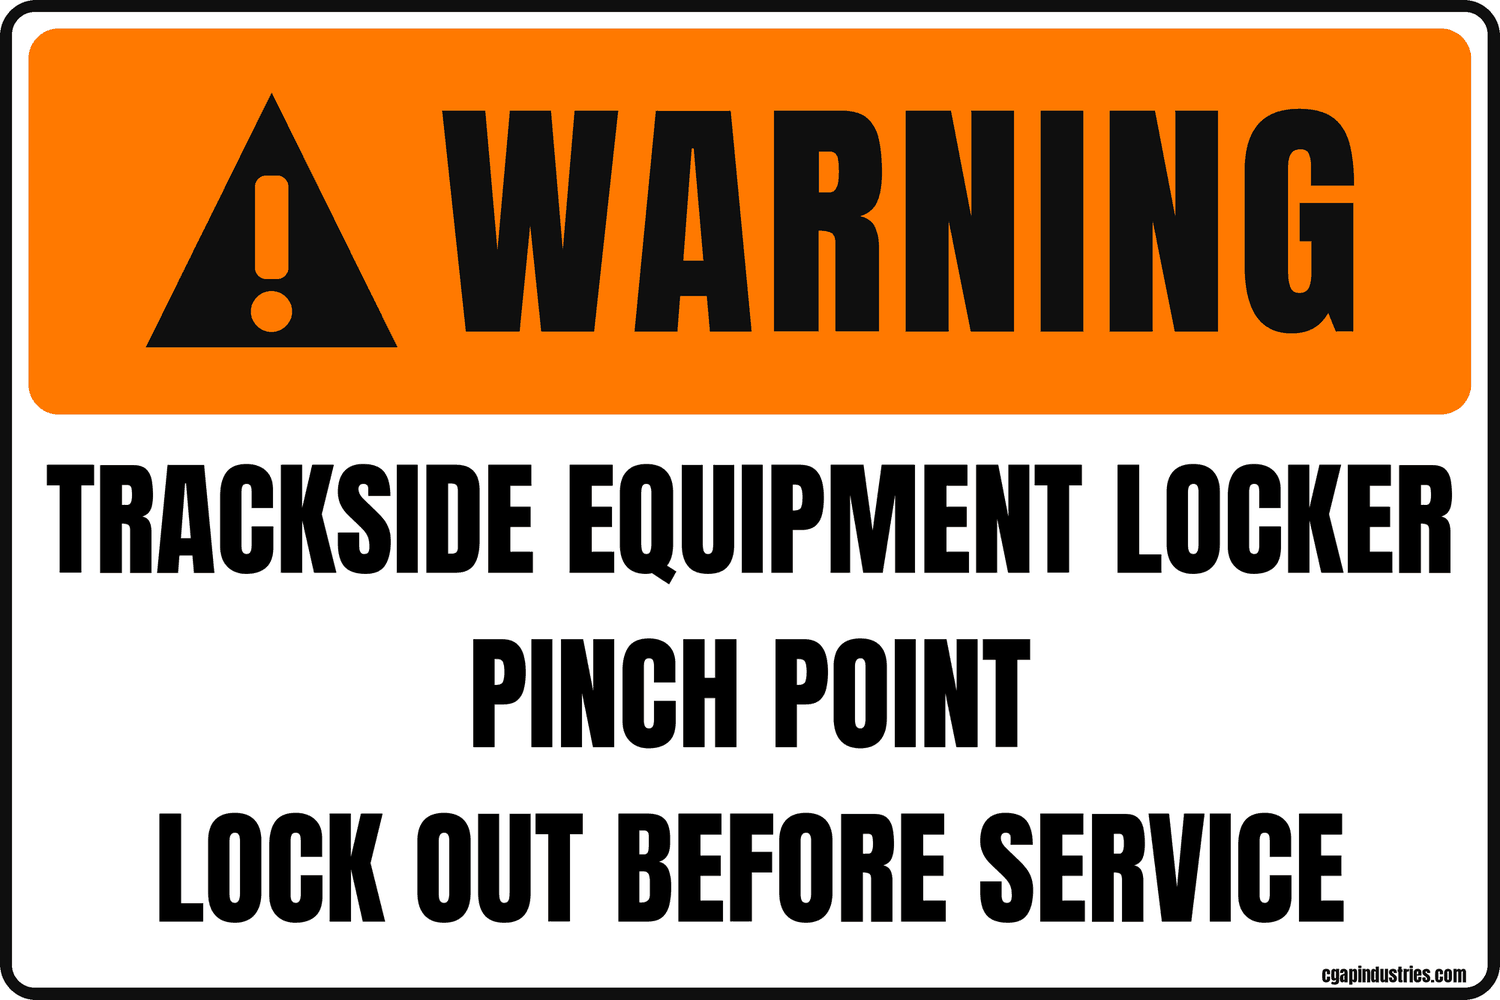 WARNING
TRACKSIDE EQUIPMENT LOCKER
PINCH POINT
LOCK OUT BEFORE SERVICE
cgapindustries.com